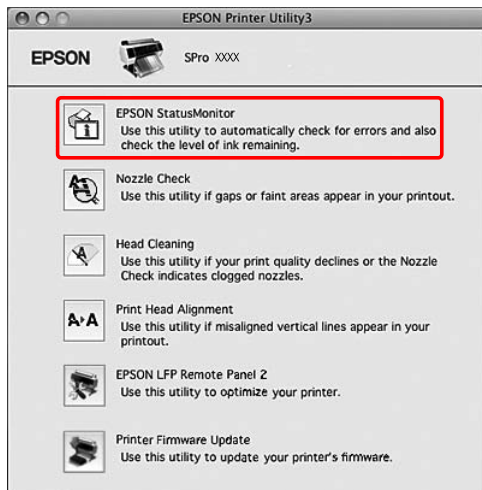 EPSON Printer Utility3
EPSON SPro XXXX
EPSON StatusMonitor
Use this utility to automatically check for errors and also
check the level of ink remaining.
Nozzle Check
Use this utility if gaps or faint areas appear in your printout.
Head Cleaning
Use this utility if your print quality declines or the Nozzle
Check indicates clogged nozzles.
Print Head Alignment
Use this utility if misaligned vertical lines appear in your
printout.
EPSON LFP Remote Panel 2
Use this utility to optimize your printer.
Printer Firmware Update
Use this utility to update your printer's firmware.